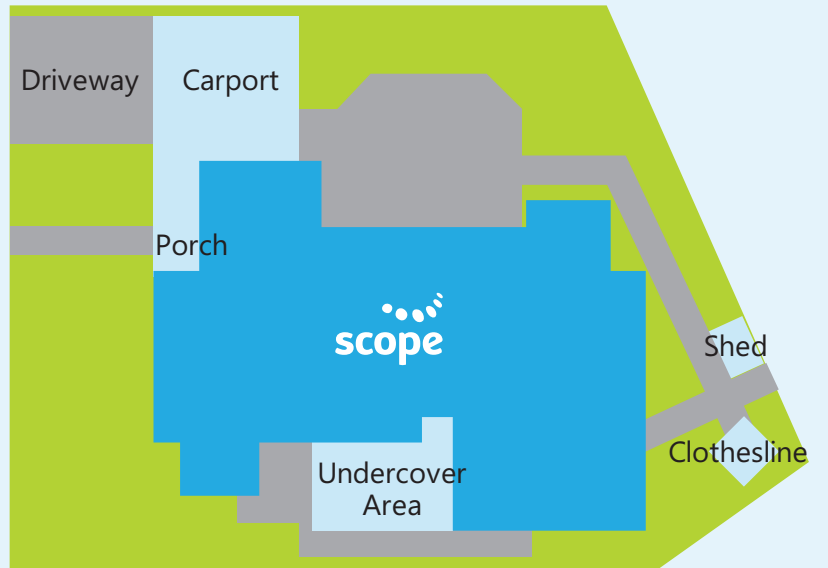 Driveway
Carport
Porch
scope
Shed
Clothesline
Undercover
Area